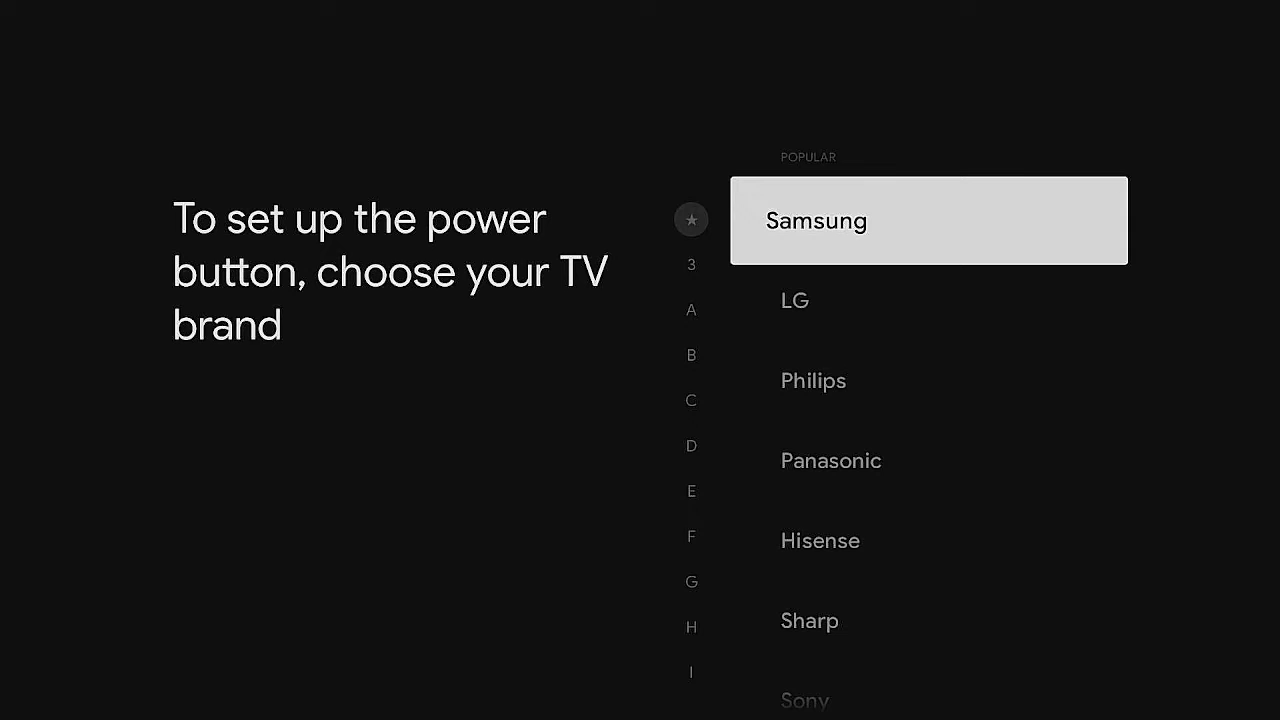 To set up the power
button, choose your TV
brand
★
3
A
B
C
D
E
F
G
H
I
POPULAR
Samsung
LG
Philips
Panasonic
Hisense
Sharp
Sony